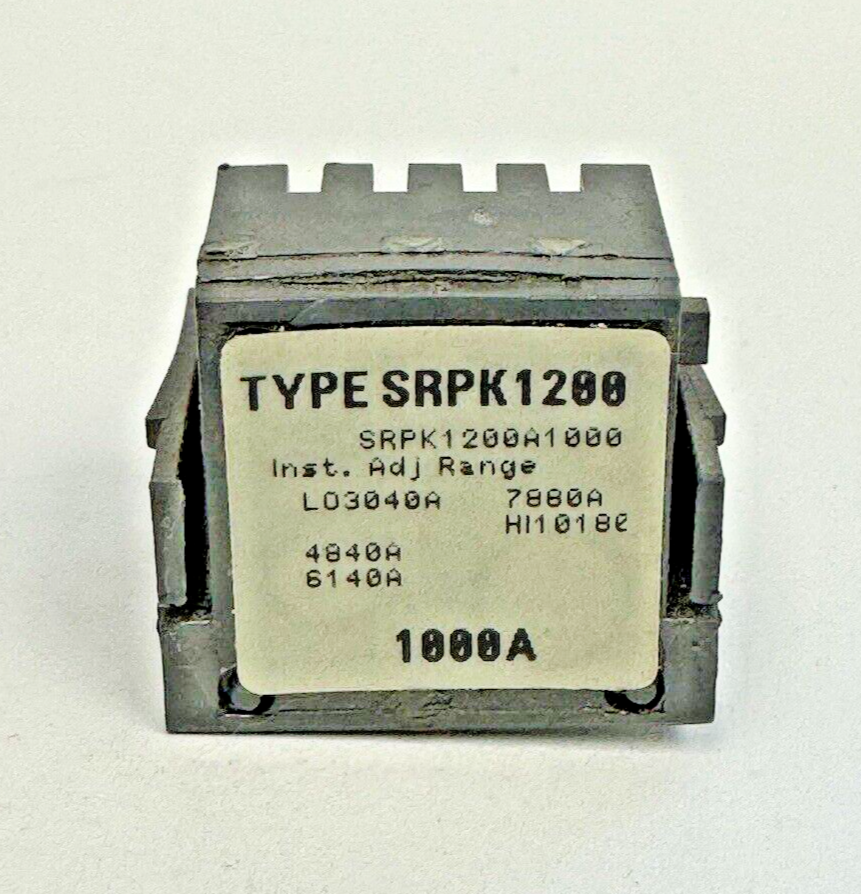 TYPE SRPK1200
SRPK1200A1000
Inst. Adj Range
LO3040A 7880A
HI10180
4840A
6140A
1000A